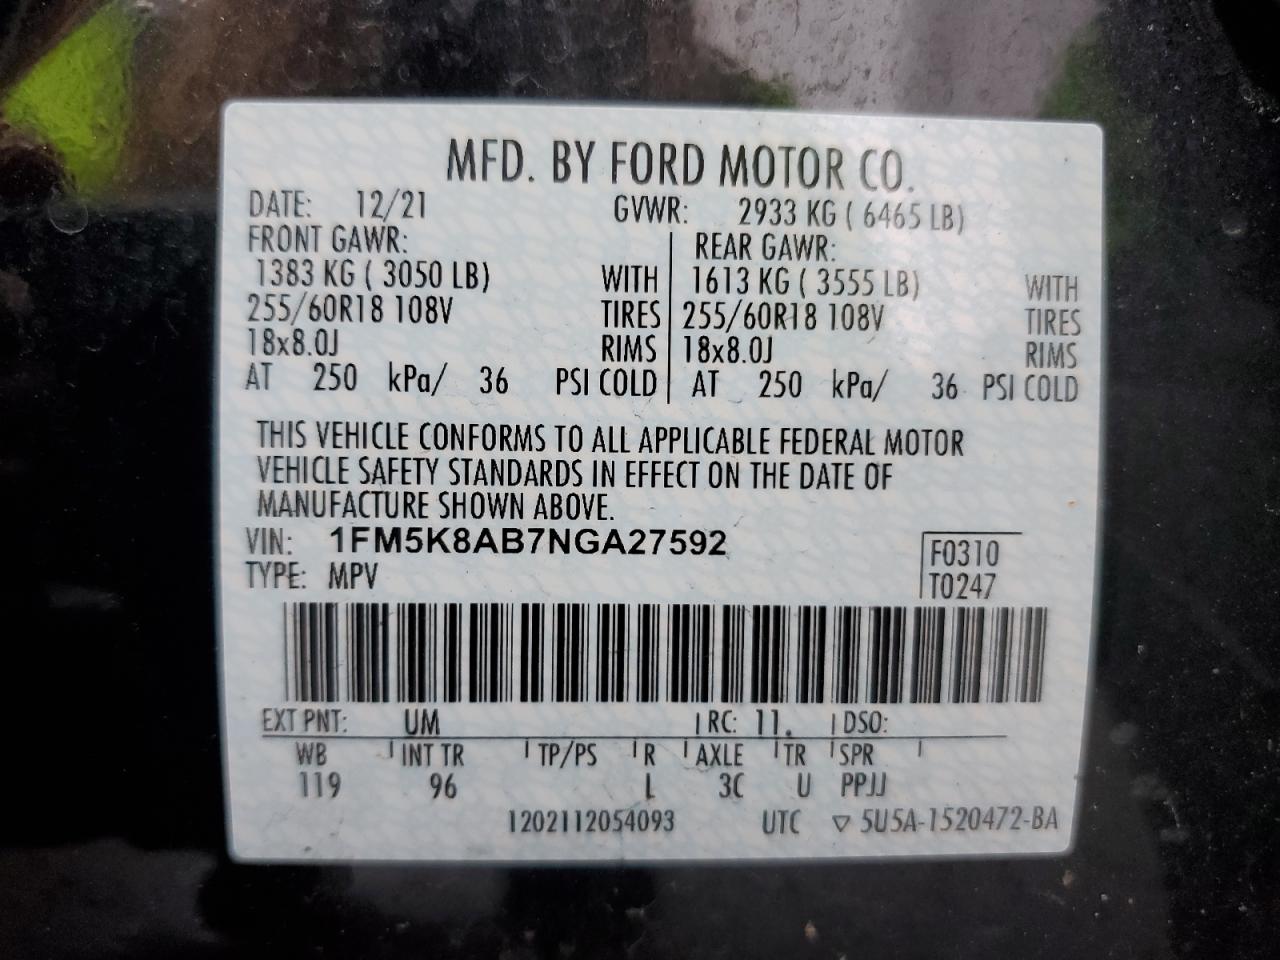 MFD. BY FORD MOTOR CO.
DATE: 12/21 GVWR: 2933 KG ( 6465 LB)
FRONT GAWR: REAR GAWR:
1383 KG ( 3050 LB) WITH 1613 KG ( 3555 LB) WITH
255/60R18 108V TIRES 255/60R18 108V TIRES
18x8.0J RIMS 18x8.0J RIMS
AT 250 kPa/ 36 PSI COLD AT 250 kPa/ 36 PSI COLD
THIS VEHICLE CONFORMS TO ALL APPLICABLE FEDERAL MOTOR
VEHICLE SAFETY STANDARDS IN EFFECT ON THE DATE OF
MANUFACTURE SHOWN ABOVE.
VIN: 1FM5K8AB7NGA27592 F0310
TYPE: MPV T0247
EXT PNT: UM RC: 11. DSO:
WB INT TR TP/PS R AXLE TR SPR
119 96 L 3C U PPJJ
1202112054093 UTC ▽ 5U5A-1520472-BA